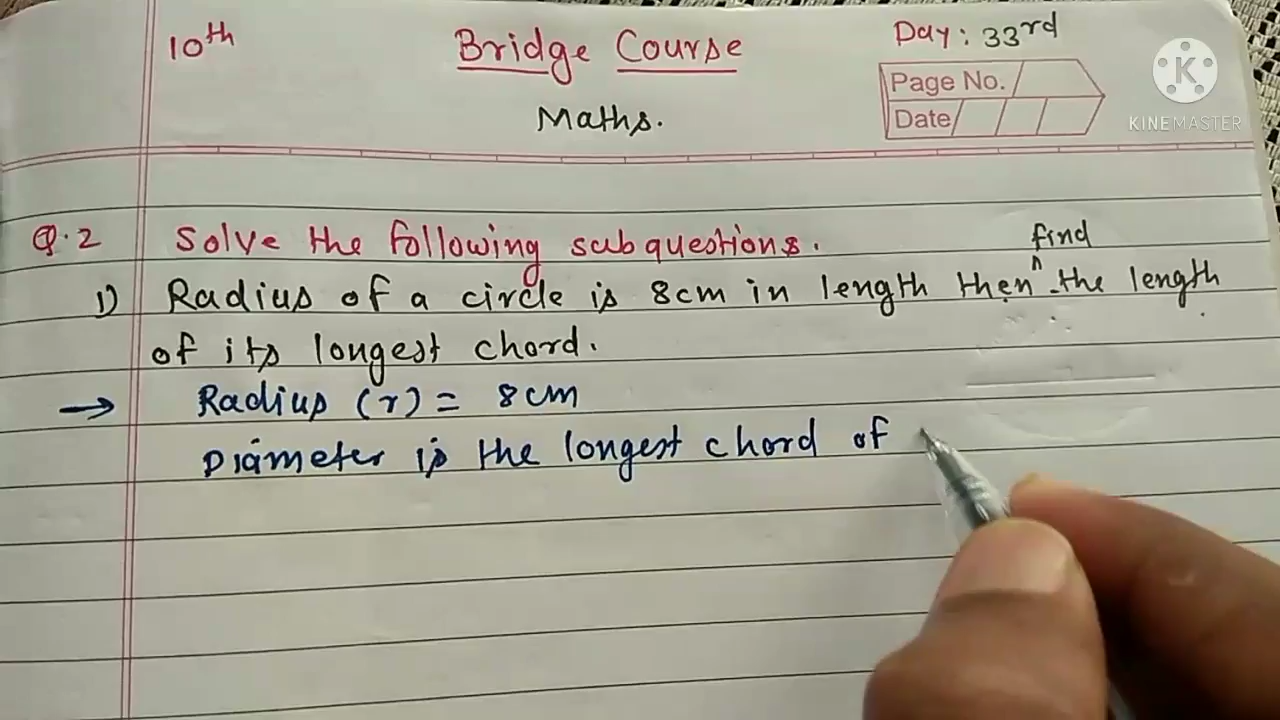 10th
Bridge Course
Day: 33rd
Page No.
Date
Maths.
K
KINEMASTER
Q.2 Solve the following subquestions.
find
1) Radius of a circle is 8cm in length then ^ the length
of its longest chord.
→ Radius (r) = 8cm
Diameter is the longest chord of